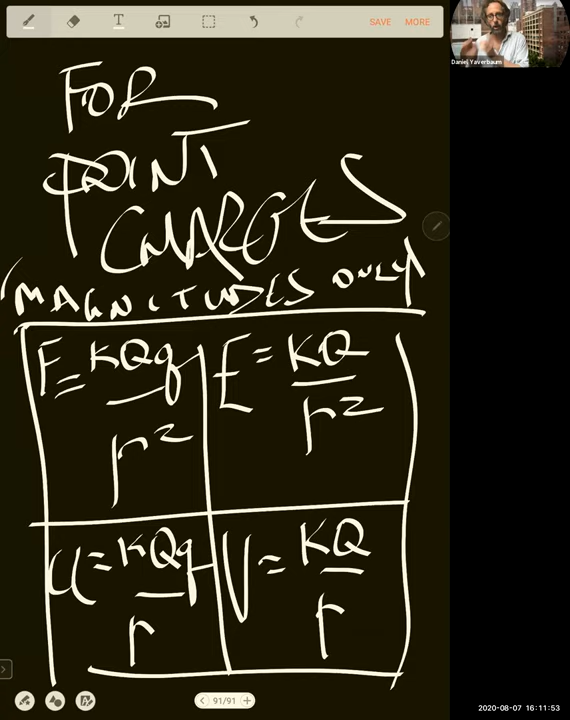 T
SAVE MORE
Daniel Yaverbaum
FOR
POINT
CHARGES
(MAGNITUDES ONLY)
F = KQq / r²
E = KQ / r²
U = KQq / r
V = KQ / r
91/91
2020-08-07 16:11:53